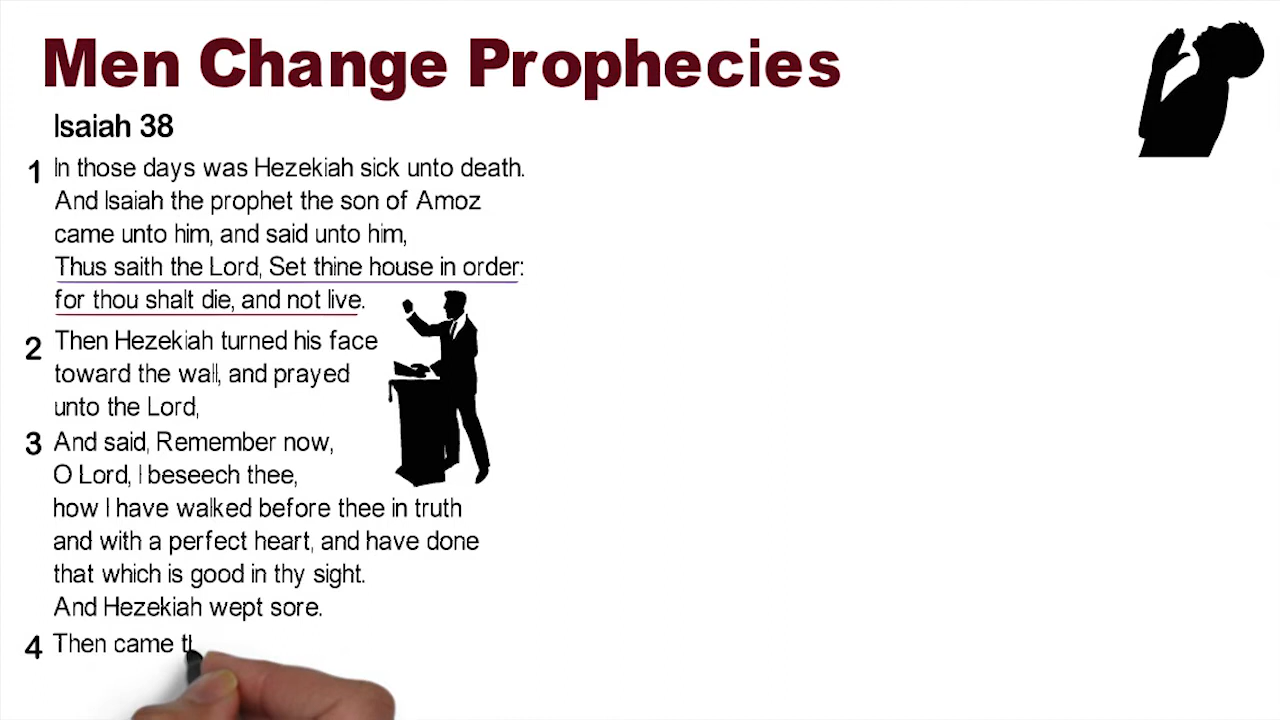 Men Change Prophecies
Isaiah 38
1 In those days was Hezekiah sick unto death.
And Isaiah the prophet the son of Amoz
came unto him, and said unto him,
Thus saith the Lord, Set thine house in order:
for thou shalt die, and not live.
2 Then Hezekiah turned his face
toward the wall, and prayed
unto the Lord,
3 And said, Remember now,
O Lord, I beseech thee,
how I have walked before thee in truth
and with a perfect heart, and have done
that which is good in thy sight.
And Hezekiah wept sore.
4 Then came